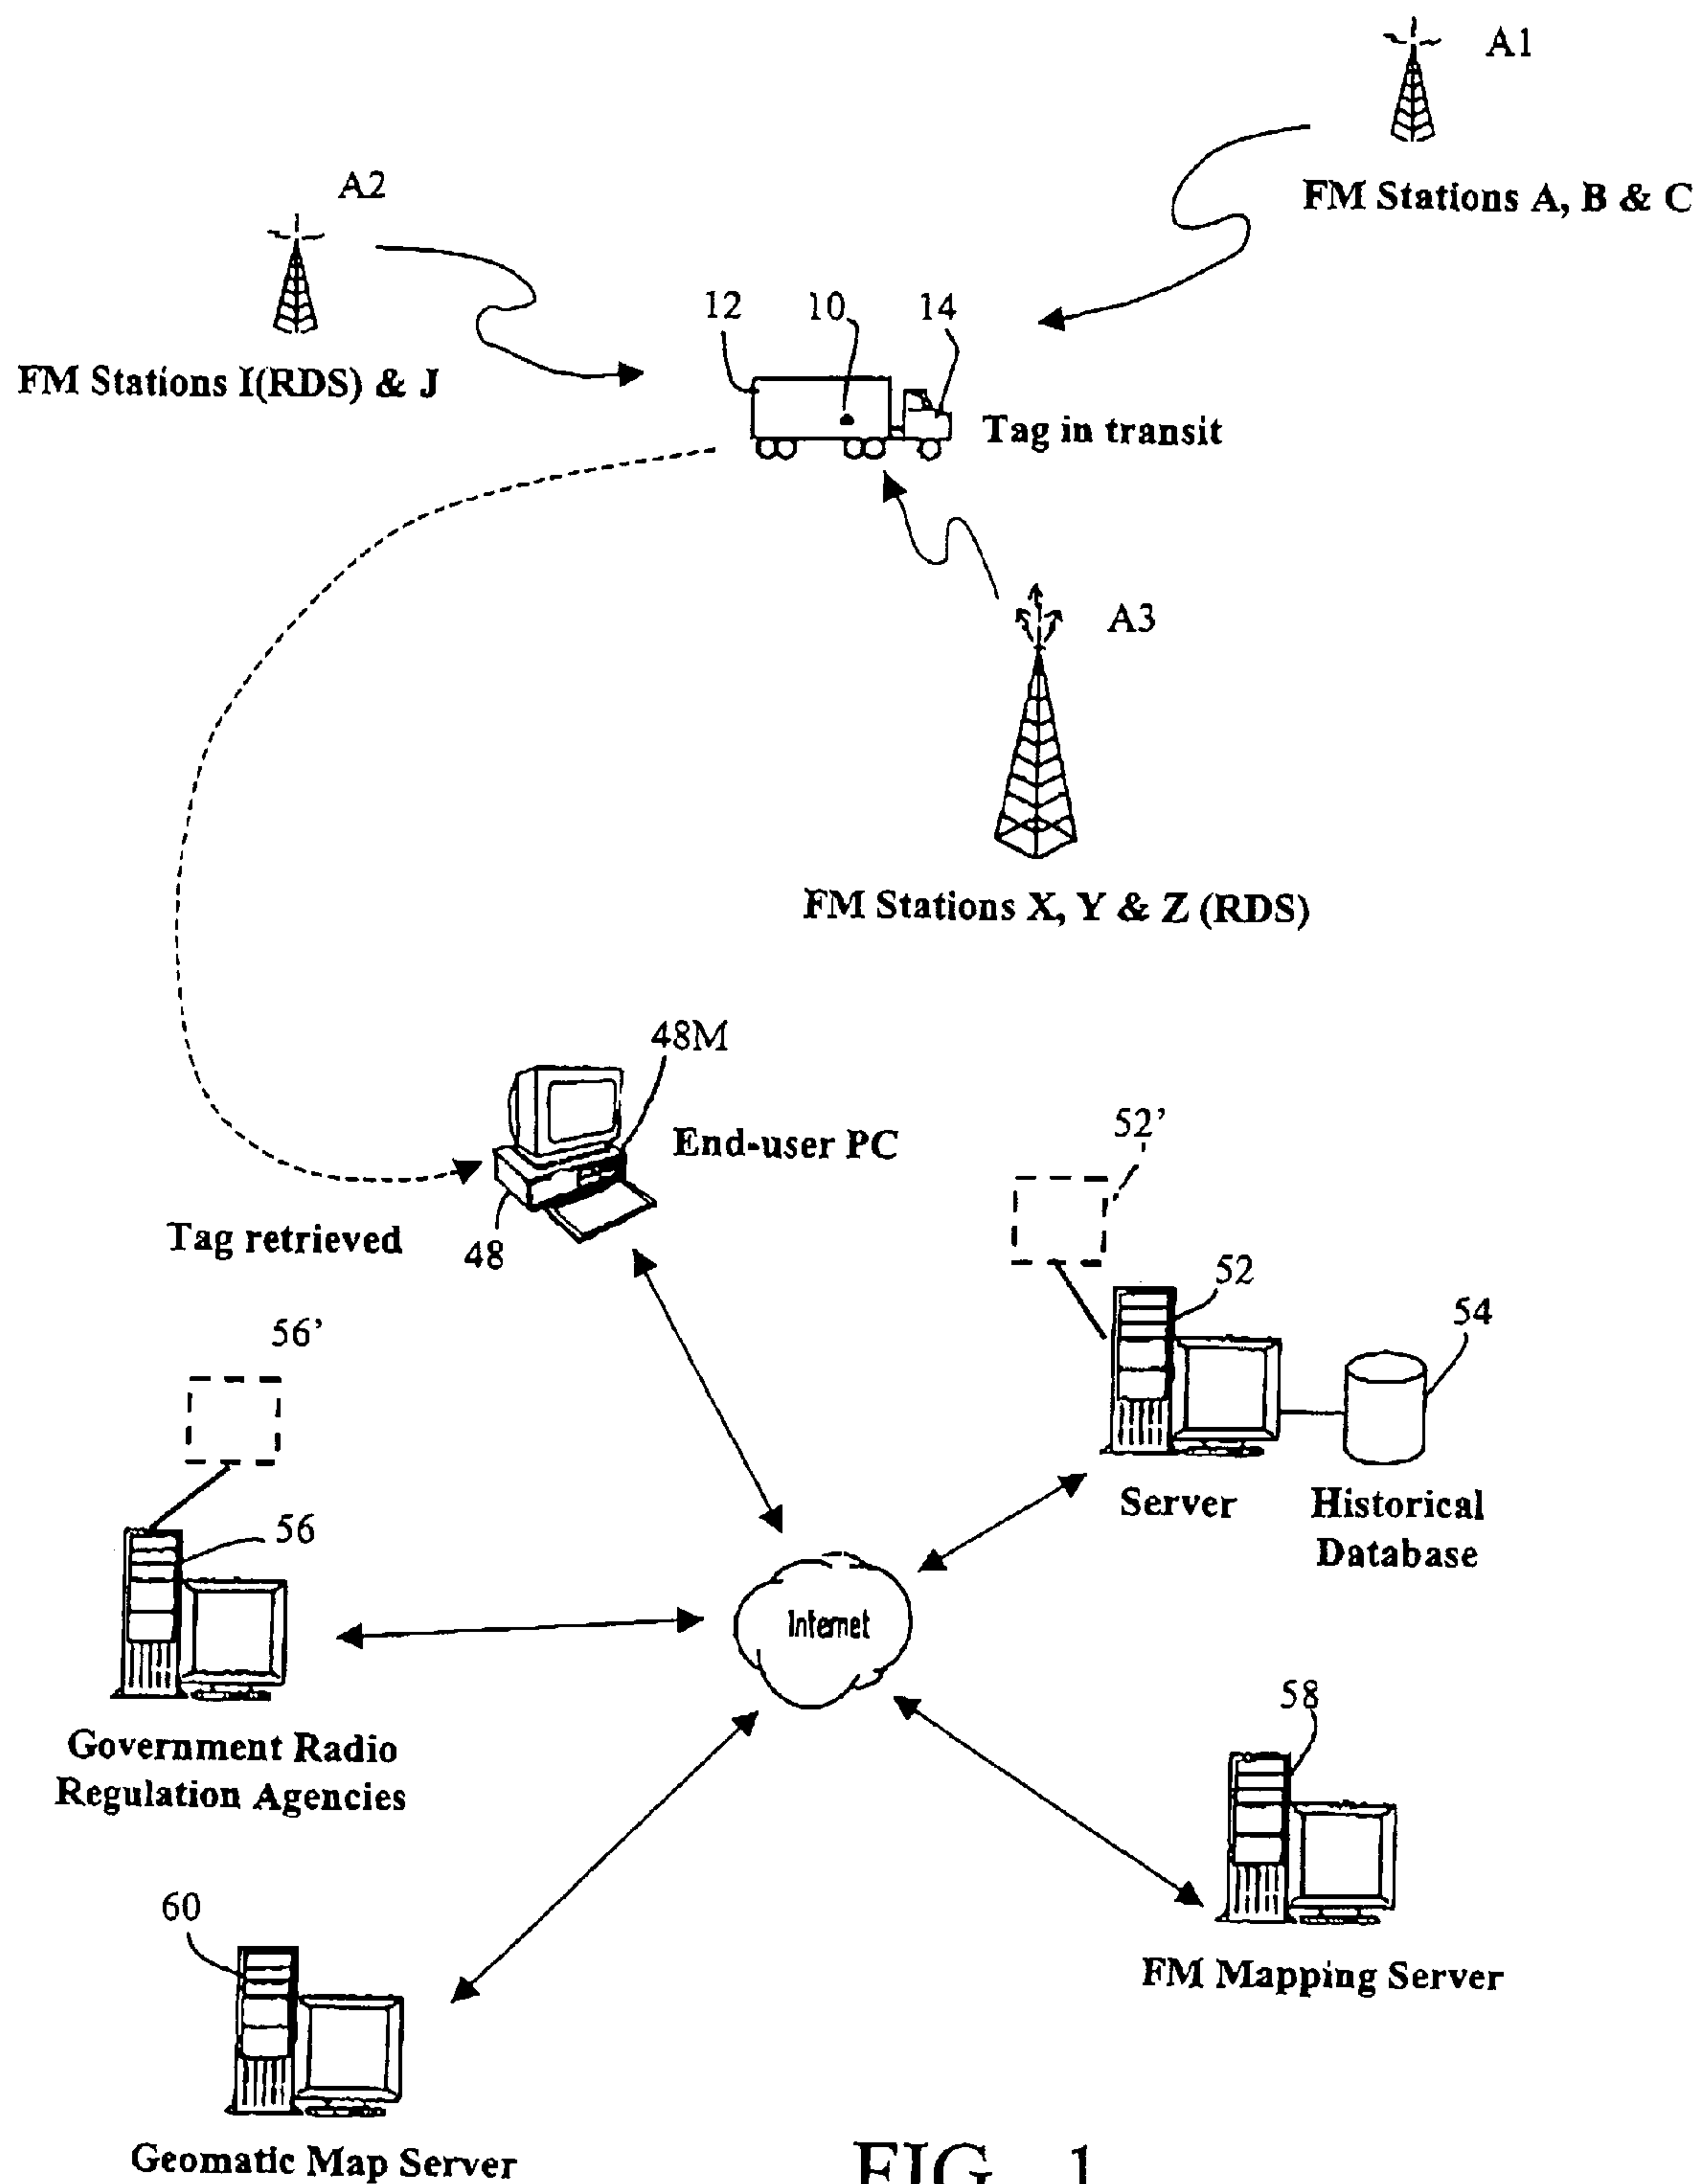 A1
FM Stations A, B & C
A2
FM Stations I(RDS) & J
12
10
14
Tag in transit
A3
FM Stations X, Y & Z (RDS)
48M
End-user PC
Tag retrieved
48
52'
52
54
Server
Historical
Database
56'
56
Government Radio
Regulation Agencies
Internet
58
FM Mapping Server
60
Geomatic Map Server
FIG. 1